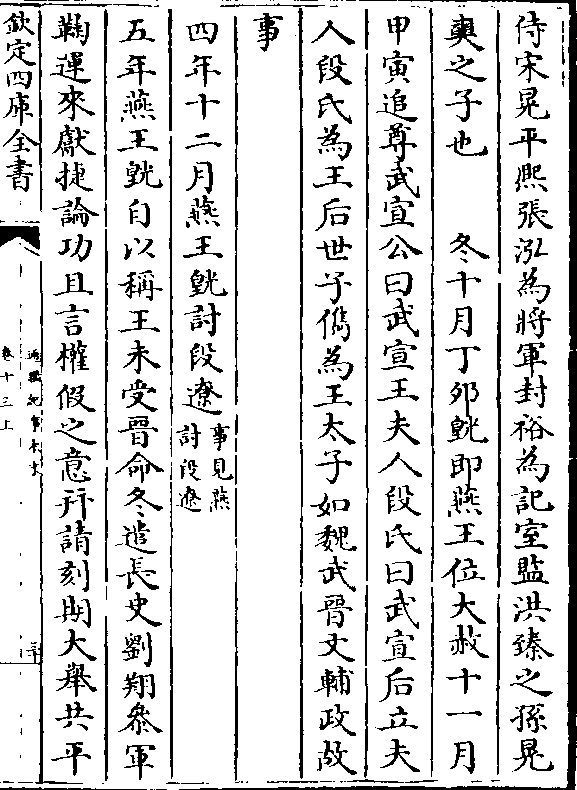 侍宋晃平熈張泓為將軍封裕為記室監洪臻之孫晃
奭之子也　冬十月丁夘皝即燕王位大赦十一月
甲寅追尊武宣公曰武宣王夫人段氏曰武宣后立夫
人段氏為王后世子儁為王太子如魏武晉文輔政故
事
四年十二月燕王皝討段遼事見燕討段遼
五年燕王皝自以稱王未受晉命冬遣長史劉翔叅軍
鞠運來獻捷論功且言權假之意并請刻期大舉共平
欽定四庫全書
通鑑紀事本末
卷十三上